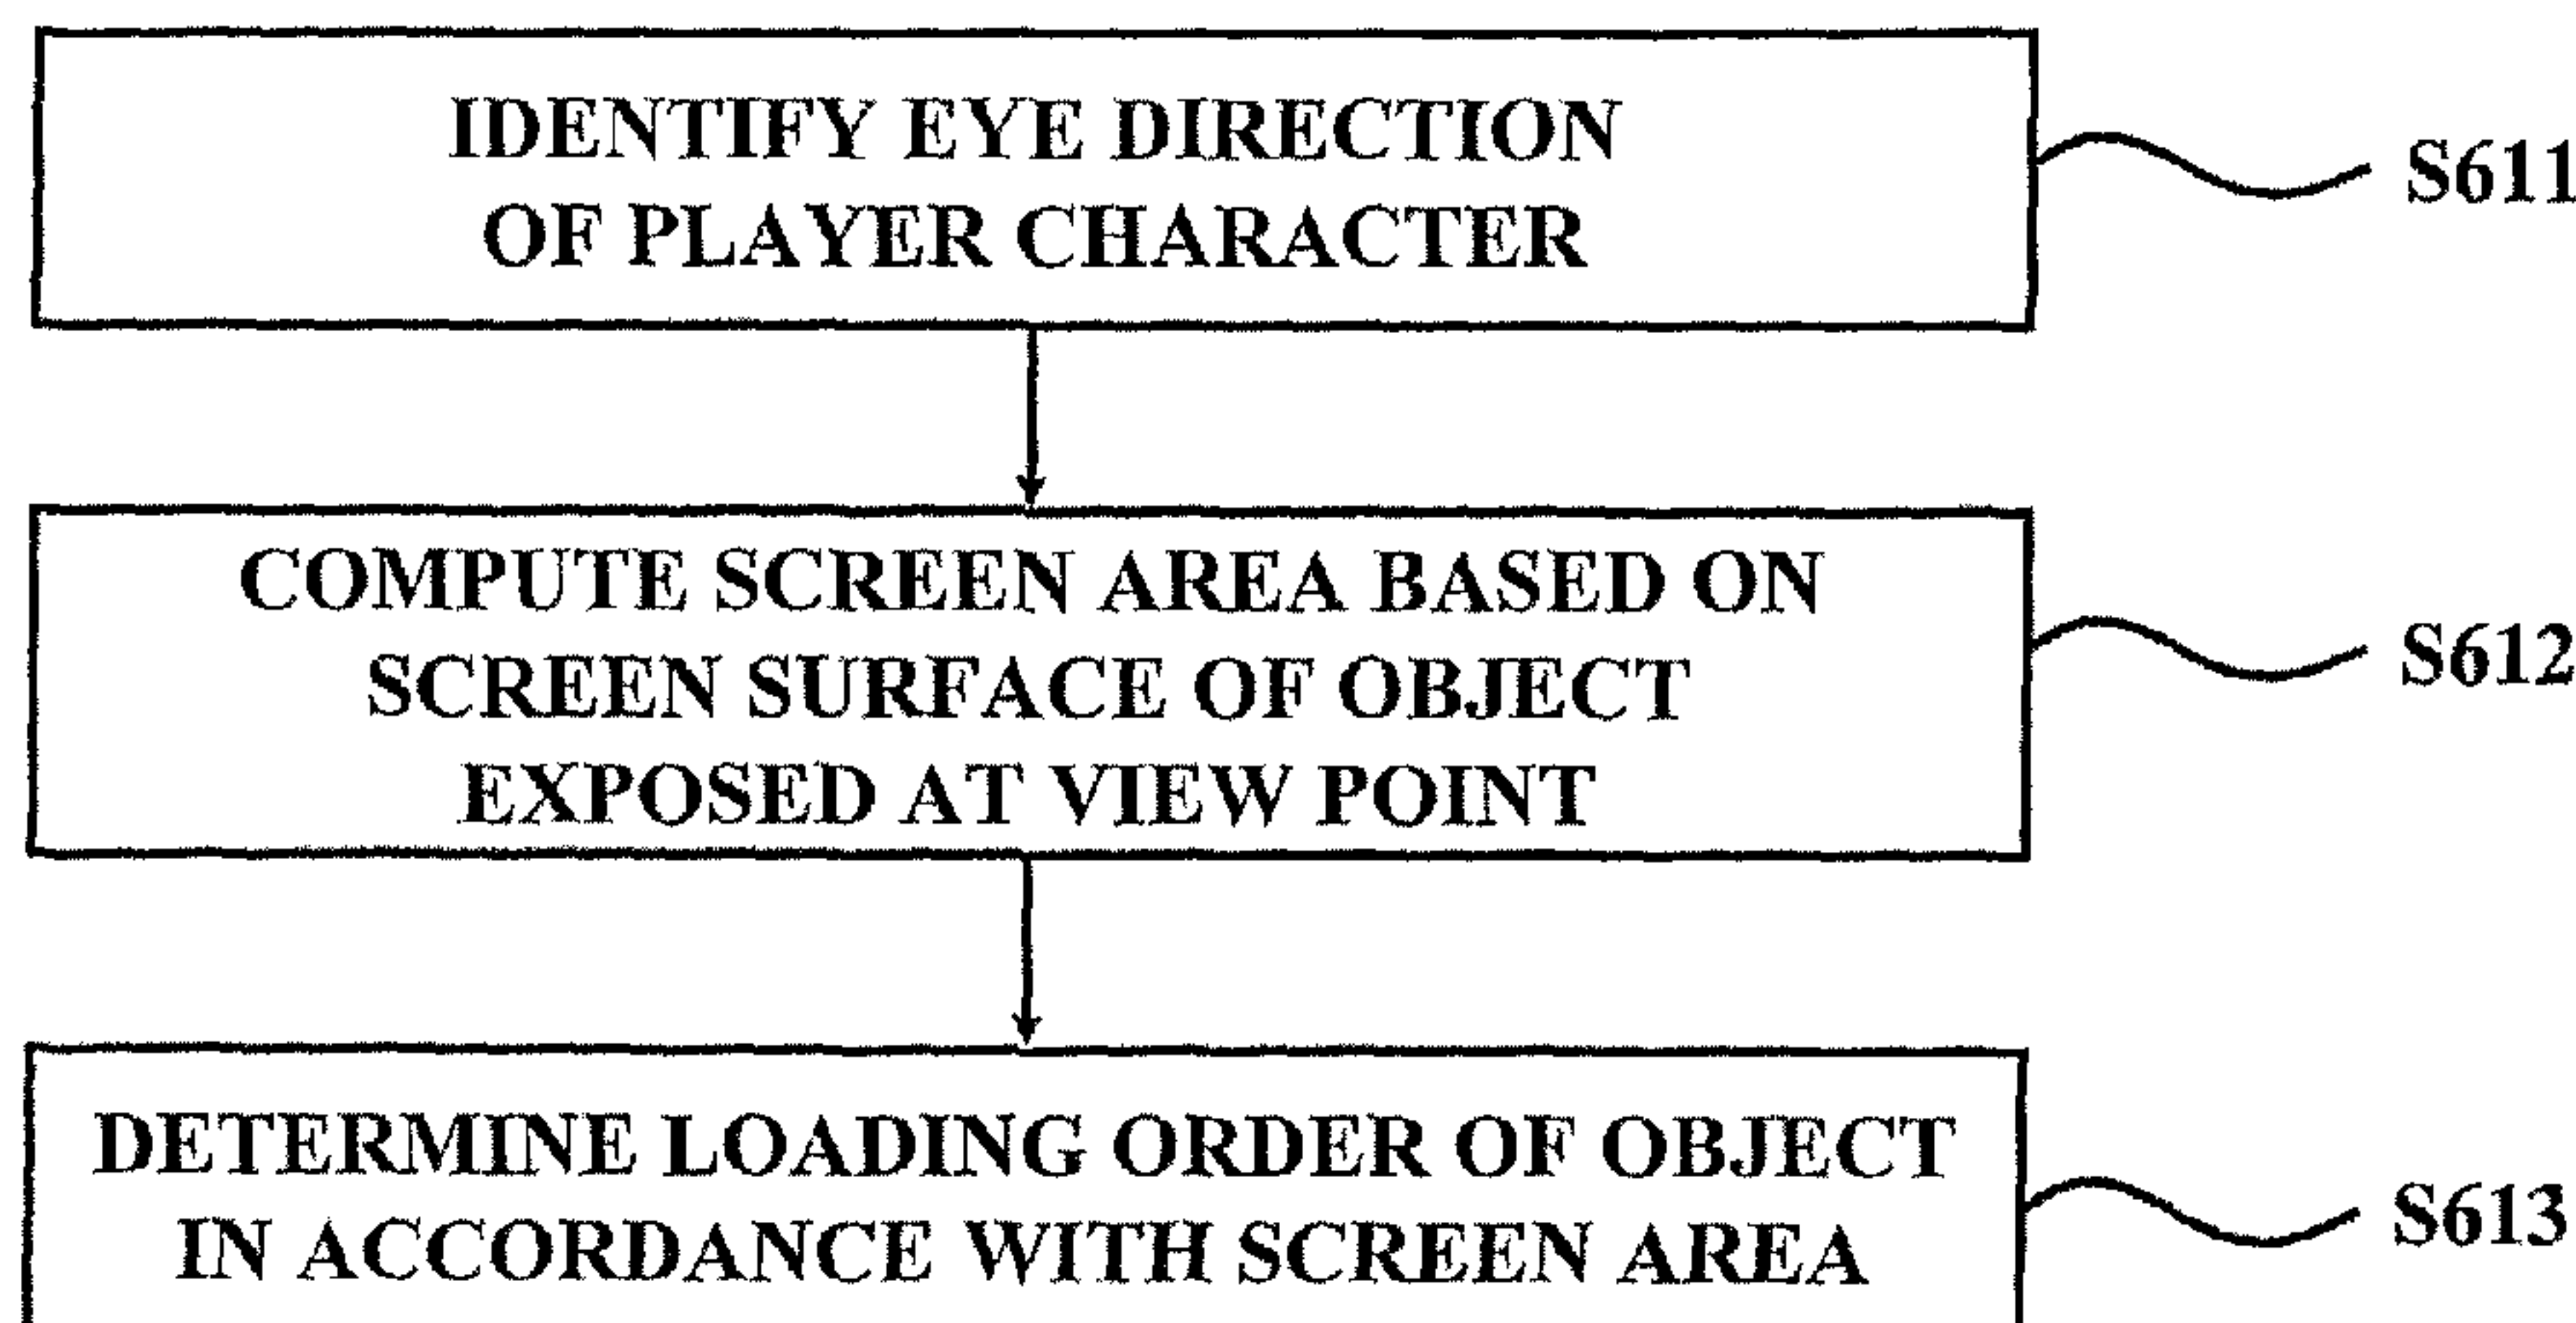 IDENTIFY EYE DIRECTION
OF PLAYER CHARACTER
S611
COMPUTE SCREEN AREA BASED ON
SCREEN SURFACE OF OBJECT
EXPOSED AT VIEW POINT
S612
DETERMINE LOADING ORDER OF OBJECT
IN ACCORDANCE WITH SCREEN AREA
S613